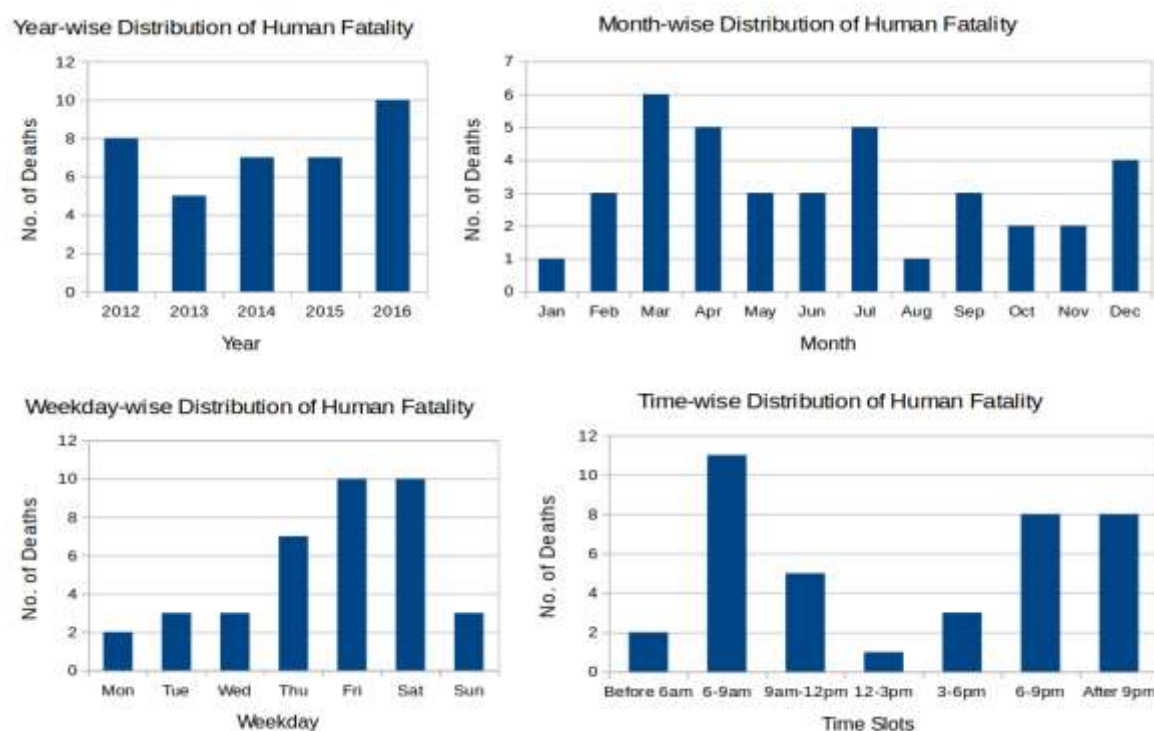 Year-wise Distribution of Human Fatality
No. of Deaths
12
10
8
6
4
2
0
2012 2013 2014 2015 2016
Year
Month-wise Distribution of Human Fatality
No. of Deaths
7
6
5
4
3
2
1
0
Jan Feb Mar Apr May Jun Jul Aug Sep Oct Nov Dec
Month
Weekday-wise Distribution of Human Fatality
No. of Deaths
12
10
8
6
4
2
0
Mon Tue Wed Thu Fri Sat Sun
Weekday
Time-wise Distribution of Human Fatality
No. of Deaths
12
10
8
6
4
2
0
Before 6am 6-9am 9am-12pm 12-3pm 3-6pm 6-9pm After 9pm
Time Slots